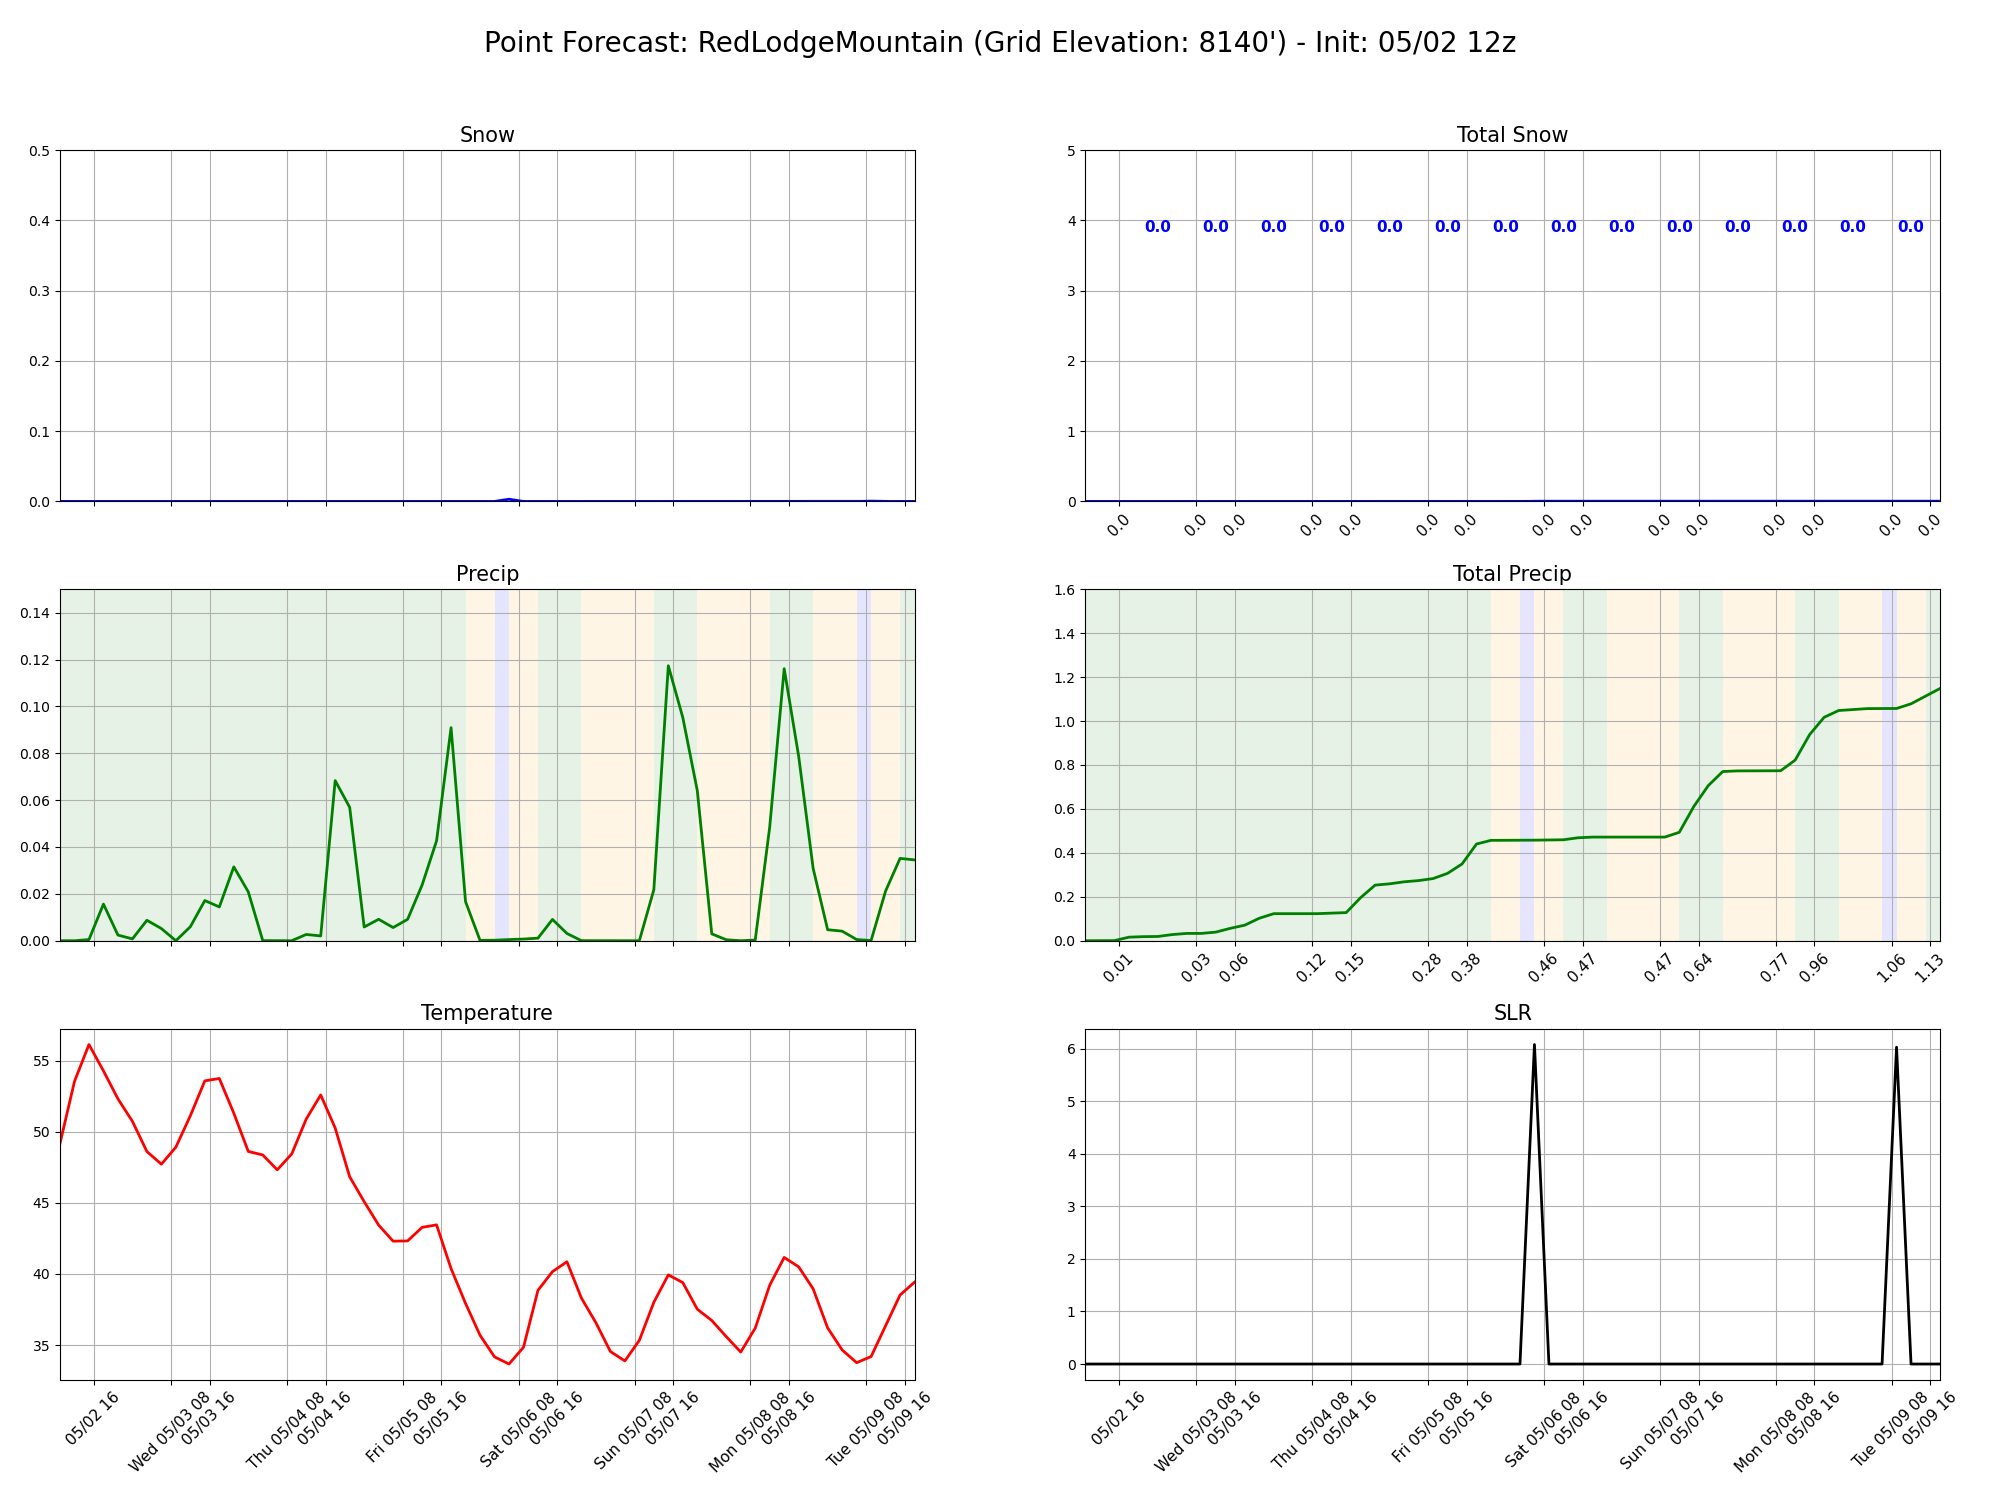 Point Forecast: RedLodgeMountain (Grid Elevation: 8140') - Init: 05/02 12z
Snow
0.5
0.4
0.3
0.2
0.1
0.0
Total Snow
5
4
3
2
1
0
0.0 0.0 0.0 0.0 0.0 0.0 0.0 0.0 0.0 0.0 0.0 0.0 0.0 0.0
0.0 0.0 0.0 0.0 0.0 0.0 0.0 0.0 0.0 0.0 0.0 0.0 0.0 0.0 0.0
Precip
0.14
0.12
0.10
0.08
0.06
0.04
0.02
0.00
Total Precip
1.6
1.4
1.2
1.0
0.8
0.6
0.4
0.2
0.0
0.01 0.03 0.06 0.12 0.15 0.28 0.38 0.46 0.47 0.47 0.64 0.77 0.96 1.06 1.13
Temperature
55
50
45
40
35
05/02 16
Wed 05/03 08
05/03 16
Thu 05/04 08
05/04 16
Fri 05/05 08
05/05 16
Sat 05/06 08
05/06 16
Sun 05/07 08
05/07 16
Mon 05/08 08
05/08 16
Tue 05/09 08
05/09 16
SLR
6
5
4
3
2
1
0
05/02 16
Wed 05/03 08
05/03 16
Thu 05/04 08
05/04 16
Fri 05/05 08
05/05 16
Sat 05/06 08
05/06 16
Sun 05/07 08
05/07 16
Mon 05/08 08
05/08 16
Tue 05/09 08
05/09 16